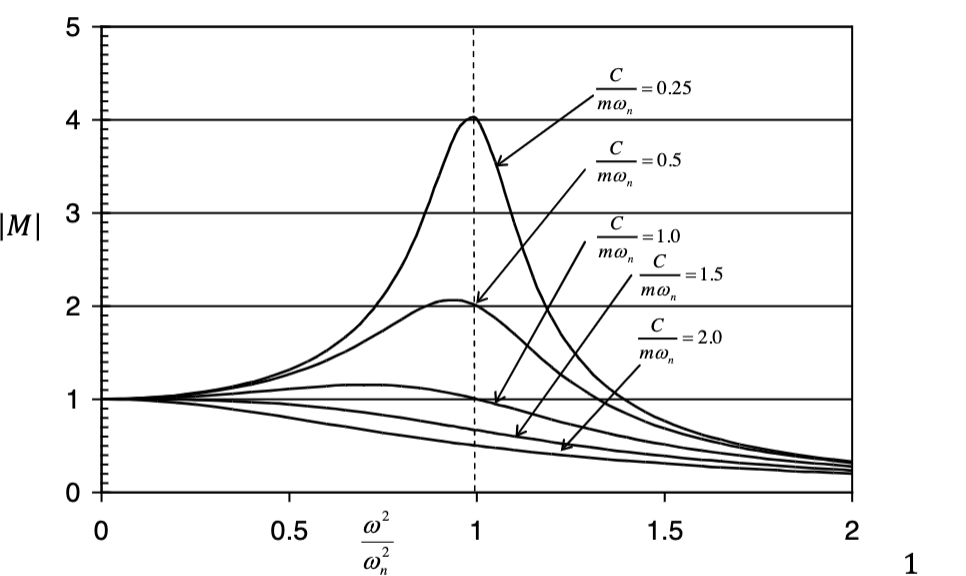 5
4
3
2
1
0
|M|
C/mωₙ = 0.25
C/mωₙ = 0.5
C/mωₙ = 1.0
C/mωₙ = 1.5
C/mωₙ = 2.0
0 0.5 1 1.5 2
ω²/ωₙ²
1